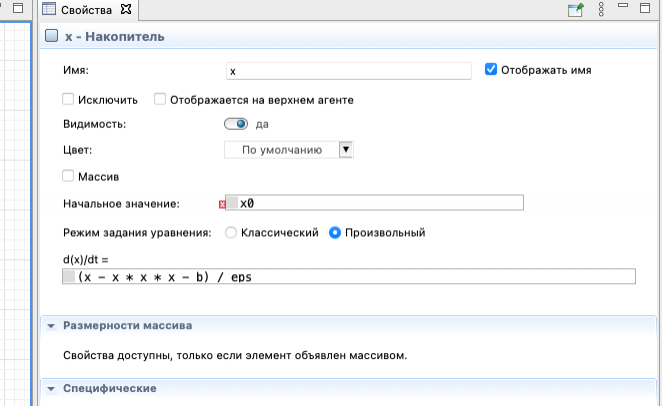 Свойства
x - Накопитель
Имя: x Отображать имя
Исключить Отображается на верхнем агенте
Видимость: да
Цвет: По умолчанию
Массив
Начальное значение: x0
Режим задания уравнения: Классический Произвольный
d(x)/dt =
(x - x * x * x - b) / eps
Размерности массива
Свойства доступны, только если элемент объявлен массивом.
Специфические